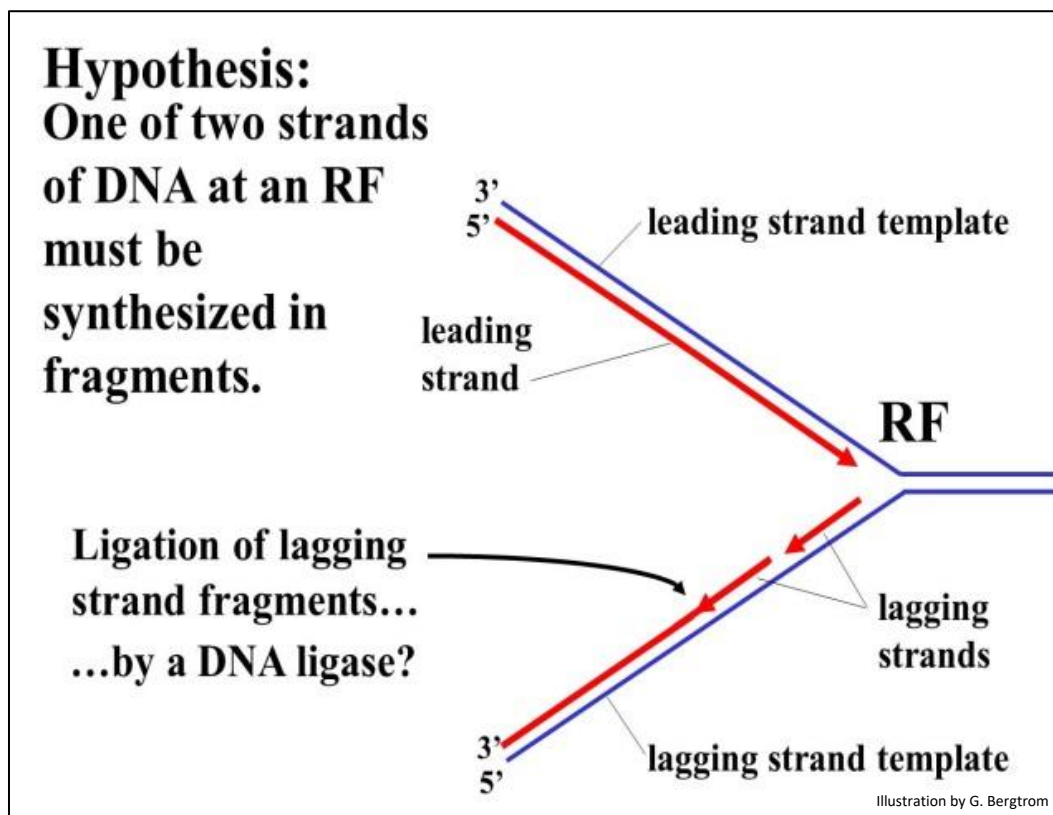 Hypothesis:
One of two strands
of DNA at an RF
must be
synthesized in
fragments.
3’
5’
leading strand template
leading
strand
RF
Ligation of lagging
strand fragments…
…by a DNA ligase?
lagging
strands
3’
5’
lagging strand template
Illustration by G. Bergtrom